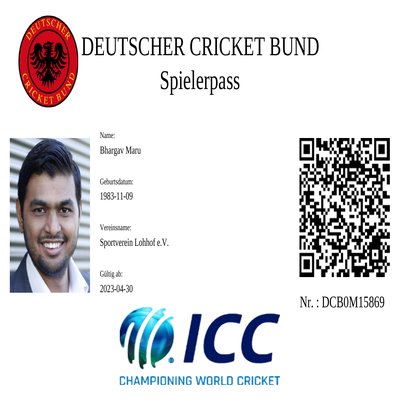 DEUTSCHER
CRICKET BUND
DEUTSCHER CRICKET BUND
Spielerpass
Name:
Bhargav Maru
Geburtsdatum:
1983-11-09
Vereinsname:
Sportverein Lohhof e.V.
Gültig ab:
2023-04-30
Nr. : DCB0M15869
ICC
CHAMPIONING WORLD CRICKET